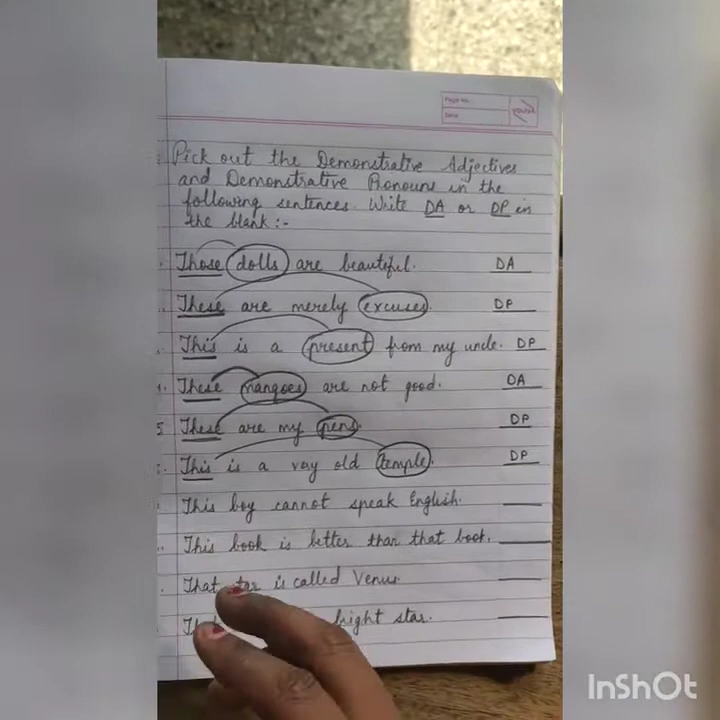 Page No.
Date
YOUVA
Pick out the Demonstrative Adjectives
and Demonstrative Pronouns in the
following sentences. Write DA or DP in
the blank:-
Those dolls are beautiful. DA
These are merely excuses. DP
This is a present from my uncle. DP
These mangoes are not good. DA
5 These are my pens. DP
This is a vay old temple. DP
This boy cannot speak English.
This book is better than that book.
That star is called Venus.
bright star.
InShOt